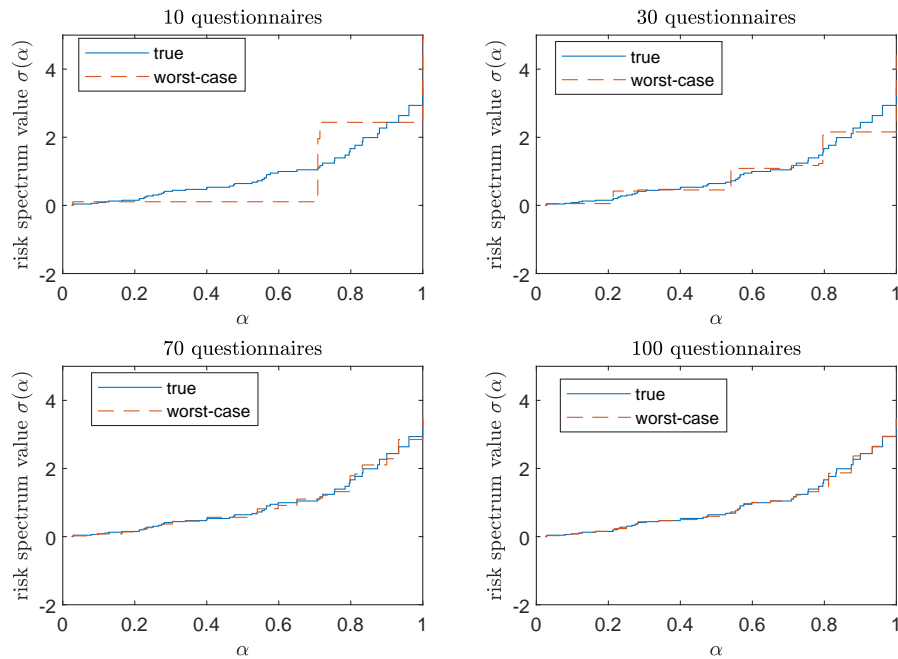 10 questionnaires
risk spectrum value σ(α)
4
2
0
-2
true
worst-case
0 0.2 0.4 0.6 0.8 1
α
30 questionnaires
risk spectrum value σ(α)
4
2
0
-2
true
worst-case
0 0.2 0.4 0.6 0.8 1
α
70 questionnaires
risk spectrum value σ(α)
4
2
0
-2
true
worst-case
0 0.2 0.4 0.6 0.8 1
α
100 questionnaires
risk spectrum value σ(α)
4
2
0
-2
true
worst-case
0 0.2 0.4 0.6 0.8 1
α